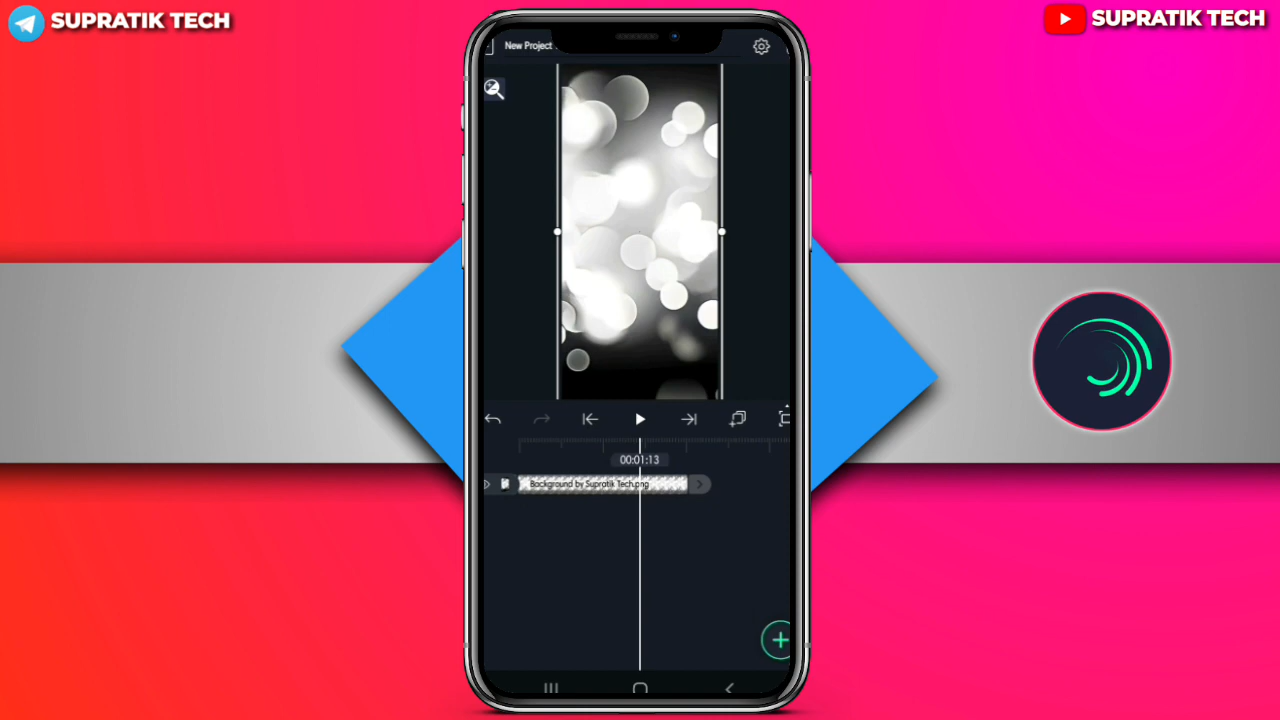 SUPRATIK TECH
SUPRATIK TECH
New Project
00:01:13
Background by Supratik Tech.png